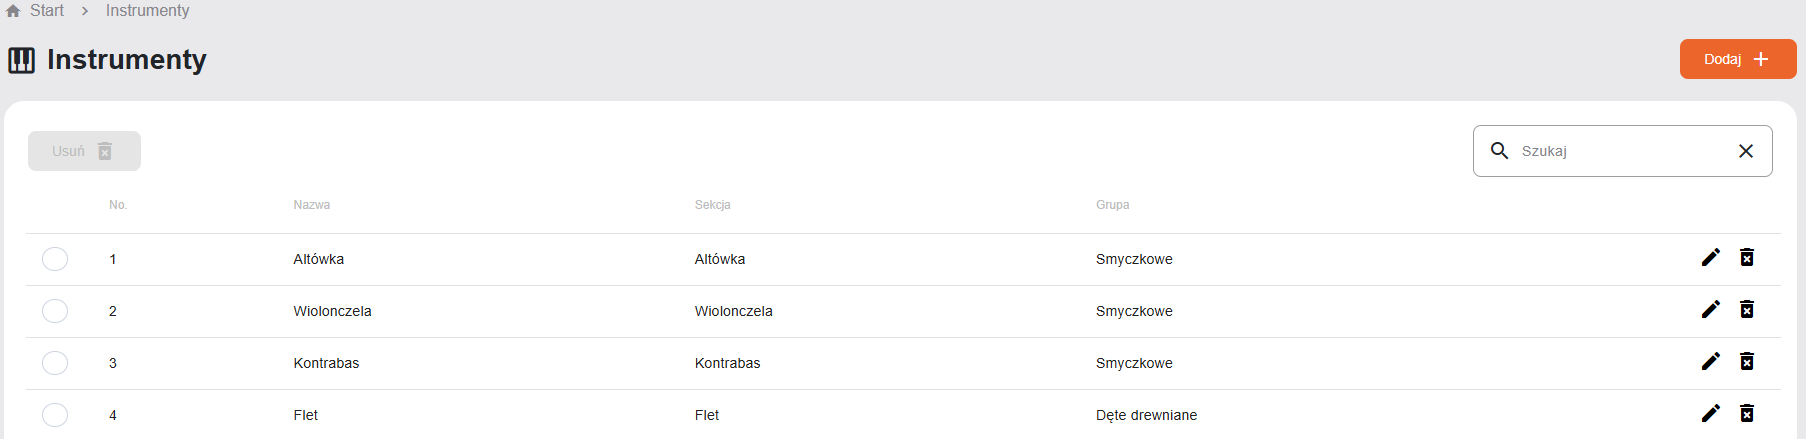 Start > Instrumenty
Instrumenty
Dodaj +
Usuń
Szukaj
No. Nazwa Sekcja Grupa
1 Altówka Altówka Smyczkowe
2 Wiolonczela Wiolonczela Smyczkowe
3 Kontrabas Kontrabas Smyczkowe
4 Flet Flet Dęte drewniane